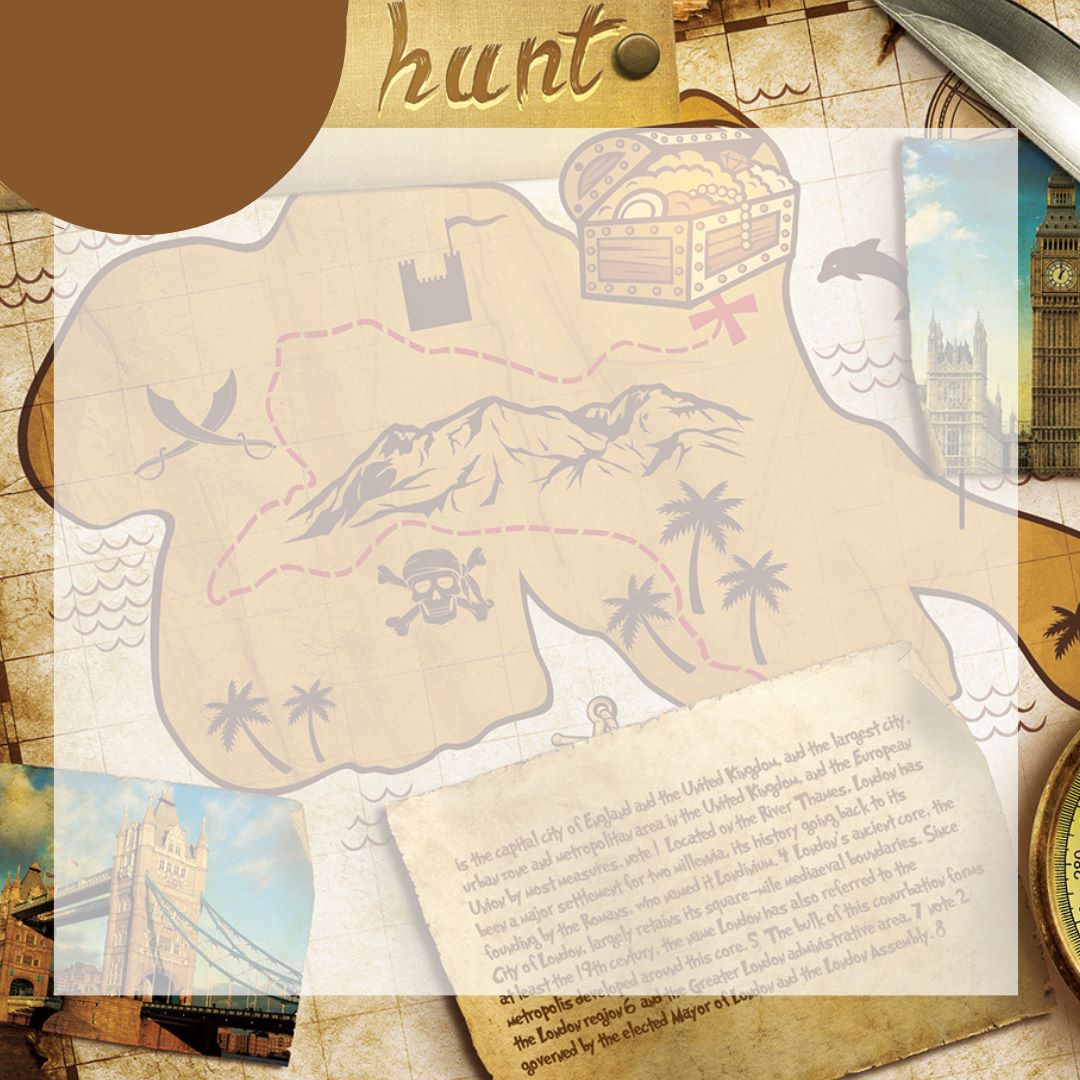 hunt
is the capital city of England and the United Kingdom, and the largest city,
urban zone and metropolitan area in the United Kingdom, and the European
Union by most measures. note 1 Located on the River Thames, London has
been a major settlement for two millennia, its history going back to its
founding by the Romans, who named it Londinium. 4 London's ancient core, the
City of London, largely retains its square-mile mediaeval boundaries. Since
at least the 19th century, the name London has also referred to the
metropolis developed around this core. 5 The bulk of this conurbation forms
the London region 6 and the Greater London administrative area, 7 note 2
governed by the elected Mayor of London and the London Assembly. 8
280